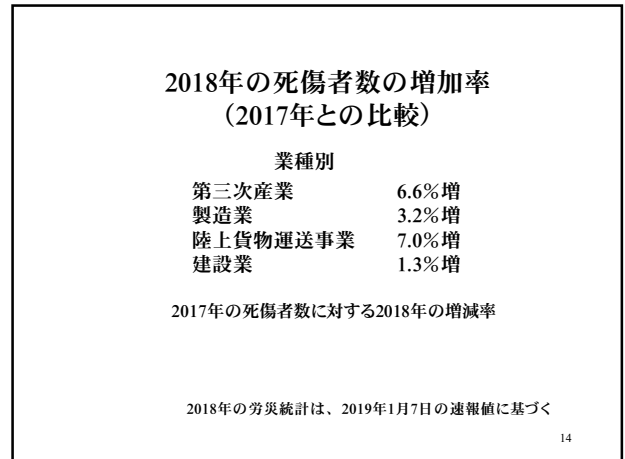 2018年の死傷者数の増加率
（2017年との比較）
業種別
第三次産業 6.6%増
製造業 3.2%増
陸上貨物運送事業 7.0%増
建設業 1.3%増
2017年の死傷者数に対する2018年の増減率
2018年の労災統計は、2019年1月7日の速報値に基づく
14